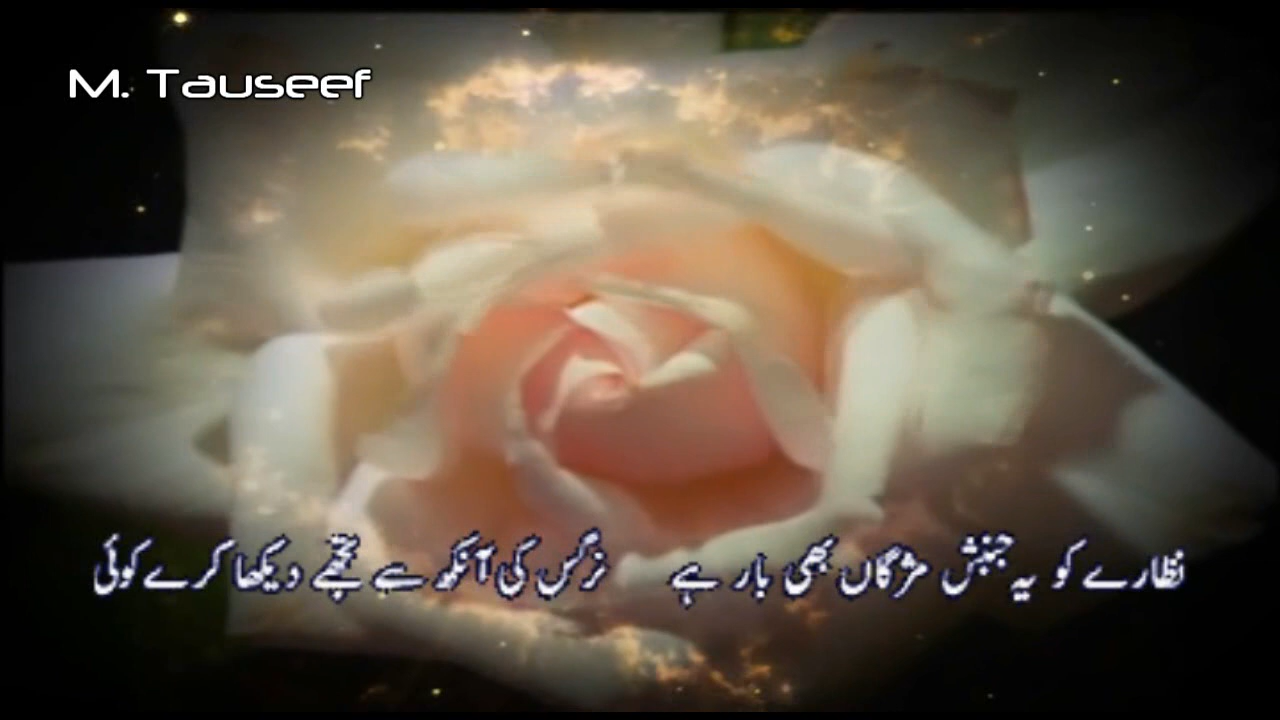 M. Tauseef
نظارے کو یہ جنبش مژگاں بھی بار ہے نرگس کی آنکھ سے تجھے دیکھا کرے کوئی